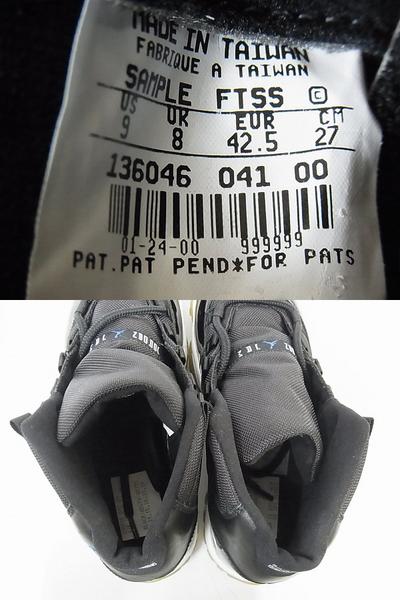 MADE IN TAIWAN
FABRIQUE A TAIWAN
SAMPLE FTSS C
US UK EUR CM
9 8 42.5 27
136046 041 00
01-24-00 999999
PAT.PAT PEND*FOR PATS